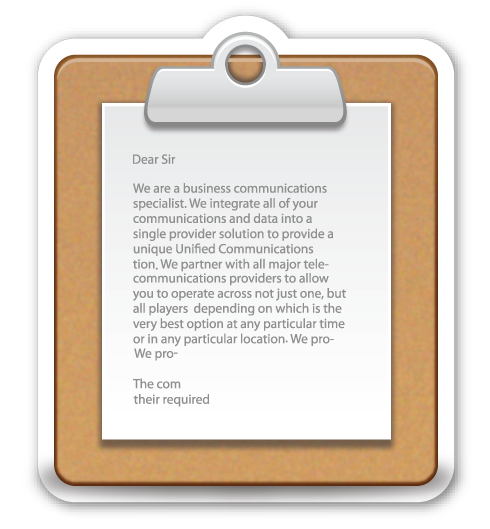 Dear Sir
We are a business communications
specialist. We integrate all of your
communications and data into a
single provider solution to provide a
unique Unified Communications
tion. We partner with all major tele-
communications providers to allow
you to operate across not just one, but
all players depending on which is the
very best option at any particular time
or in any particular location. We pro-
We pro-
The com
their required